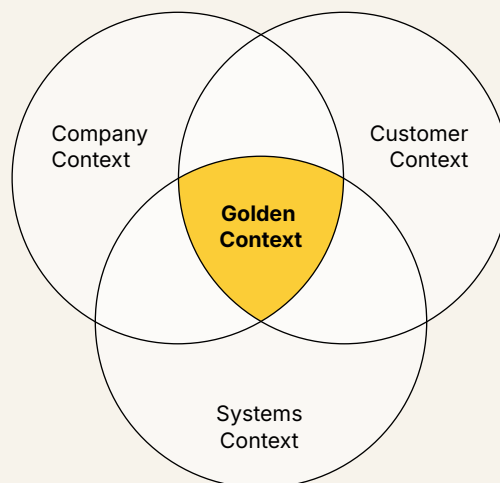 Company
Context
Customer
Context
Golden
Context
Systems
Context